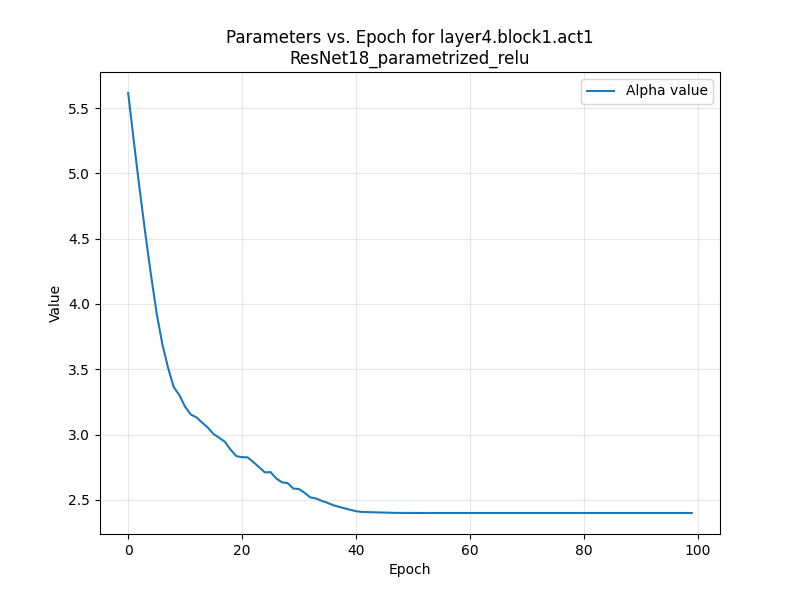 Parameters vs. Epoch for layer4.block1.act1
ResNet18_parametrized_relu
Alpha value
5.5
5.0
4.5
4.0
3.5
3.0
2.5
Value
0
20
40
60
80
100
Epoch